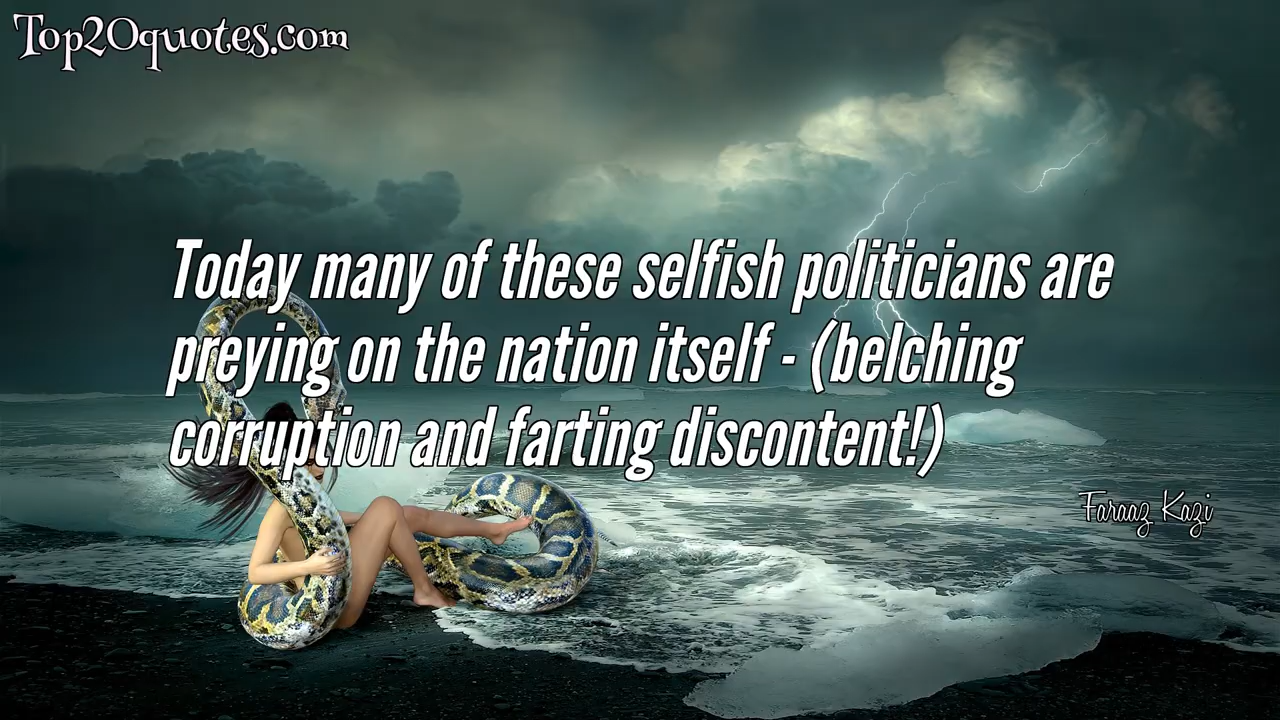 Top20quotes.com
Today many of these selfish politicians are
preying on the nation itself - (belching
corruption and farting discontent!)
Faraaz Kazi